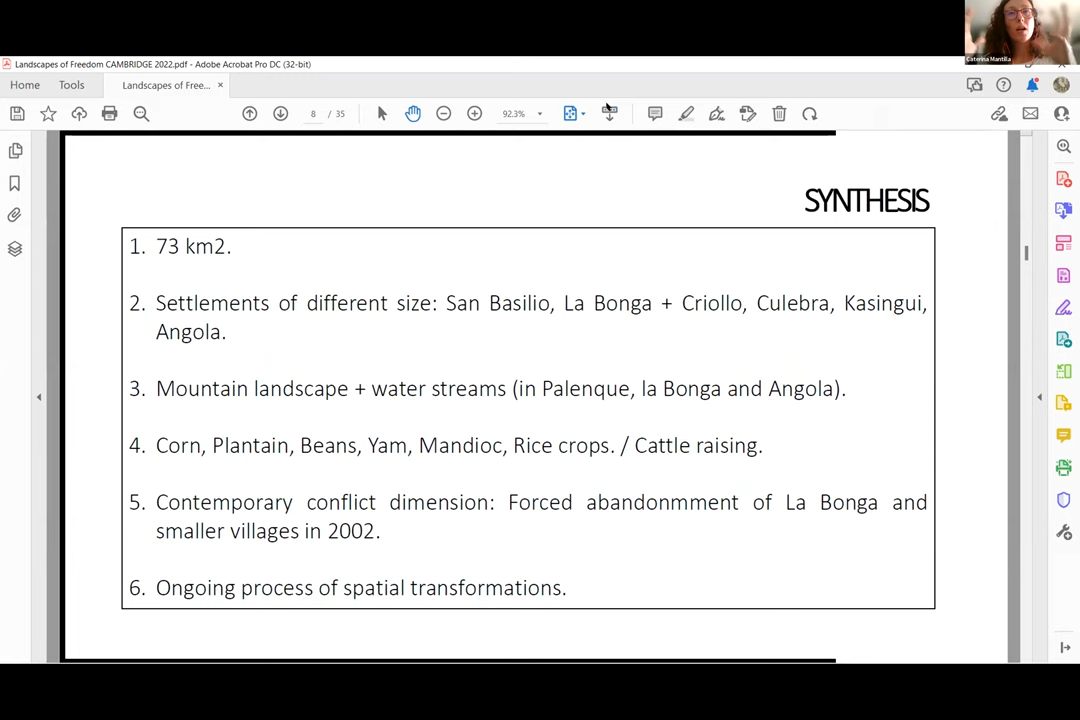 Landscapes of Freedom CAMBRIDGE 2022.pdf - Adobe Acrobat Pro DC (32-bit)
Caterina Mantilla
Home
Tools
Landscapes of Free...
8 / 35
92.3%
SYNTHESIS
1. 73 km2.
2. Settlements of different size: San Basilio, La Bonga + Criollo, Culebra, Kasingui,
Angola.
3. Mountain landscape + water streams (in Palenque, la Bonga and Angola).
4. Corn, Plantain, Beans, Yam, Mandioc, Rice crops. / Cattle raising.
5. Contemporary conflict dimension: Forced abandonmment of La Bonga and
smaller villages in 2002.
6. Ongoing process of spatial transformations.